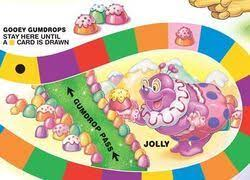 GOOEY GUMDROPS
STAY HERE UNTIL
A CARD IS DRAWN
GUMDROP PASS
JOLLY